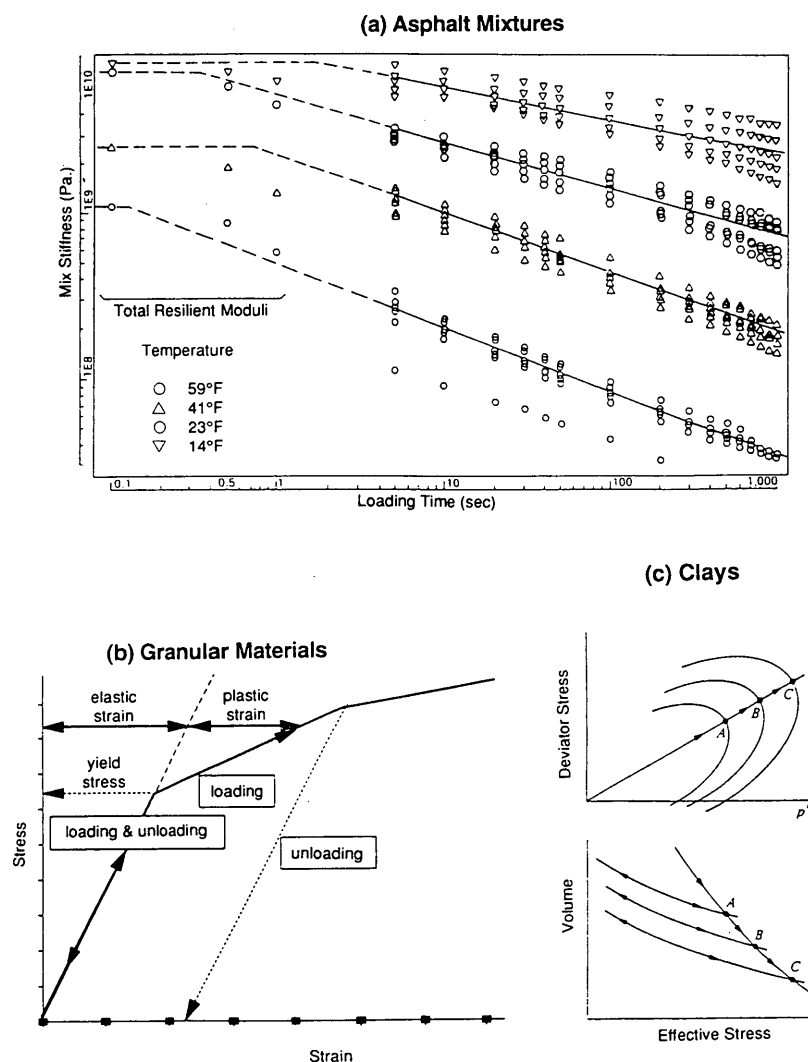 (a) Asphalt Mixtures
Mix Stiffness (Pa.)
1E10
1E9
1E8
Total Resilient Moduli
Temperature
59°F
41°F
23°F
14°F
0.1
0.5
1
10
100
1,000
Loading Time (sec)
(b) Granular Materials
elastic strain
plastic strain
yield stress
loading
loading & unloading
unloading
Stress
Strain
(c) Clays
Deviator Stress
A
B
C
p'
Volume
A
B
C
Effective Stress